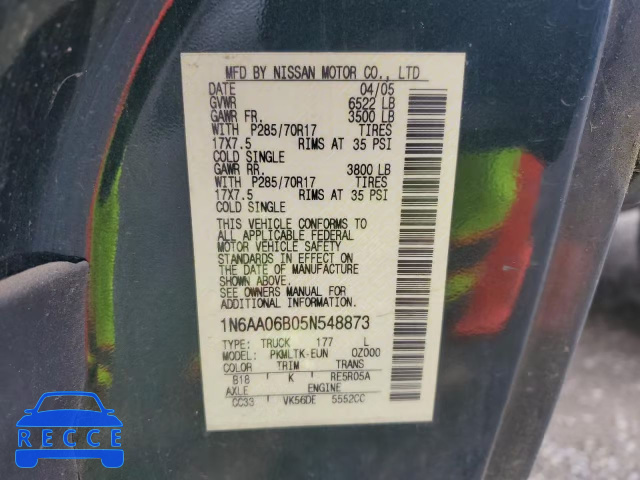 MFD BY NISSAN MOTOR CO., LTD
DATE 04/05
GVWR 6522 LB
GAWR FR. 3500 LB
WITH P285/70R17 TIRES
17X7.5 RIMS AT 35 PSI
COLD SINGLE
GAWR RR. 3800 LB
WITH P285/70R17 TIRES
17X7.5 RIMS AT 35 PSI
COLD SINGLE
THIS VEHICLE CONFORMS TO
ALL APPLICABLE FEDERAL
MOTOR VEHICLE SAFETY
STANDARDS IN EFFECT ON
THE DATE OF MANUFACTURE
SHOWN ABOVE.
SEE OWNERS MANUAL FOR
ADDITIONAL INFORMATION
1N6AA06B05N548873
TYPE: TRUCK 177 L
MODEL: PKMLTK-EUN 0Z000
COLOR TRIM TRANS
B18 K RE5R05A
AXLE ENGINE
CC33 VK56DE 5552CC
RECCE